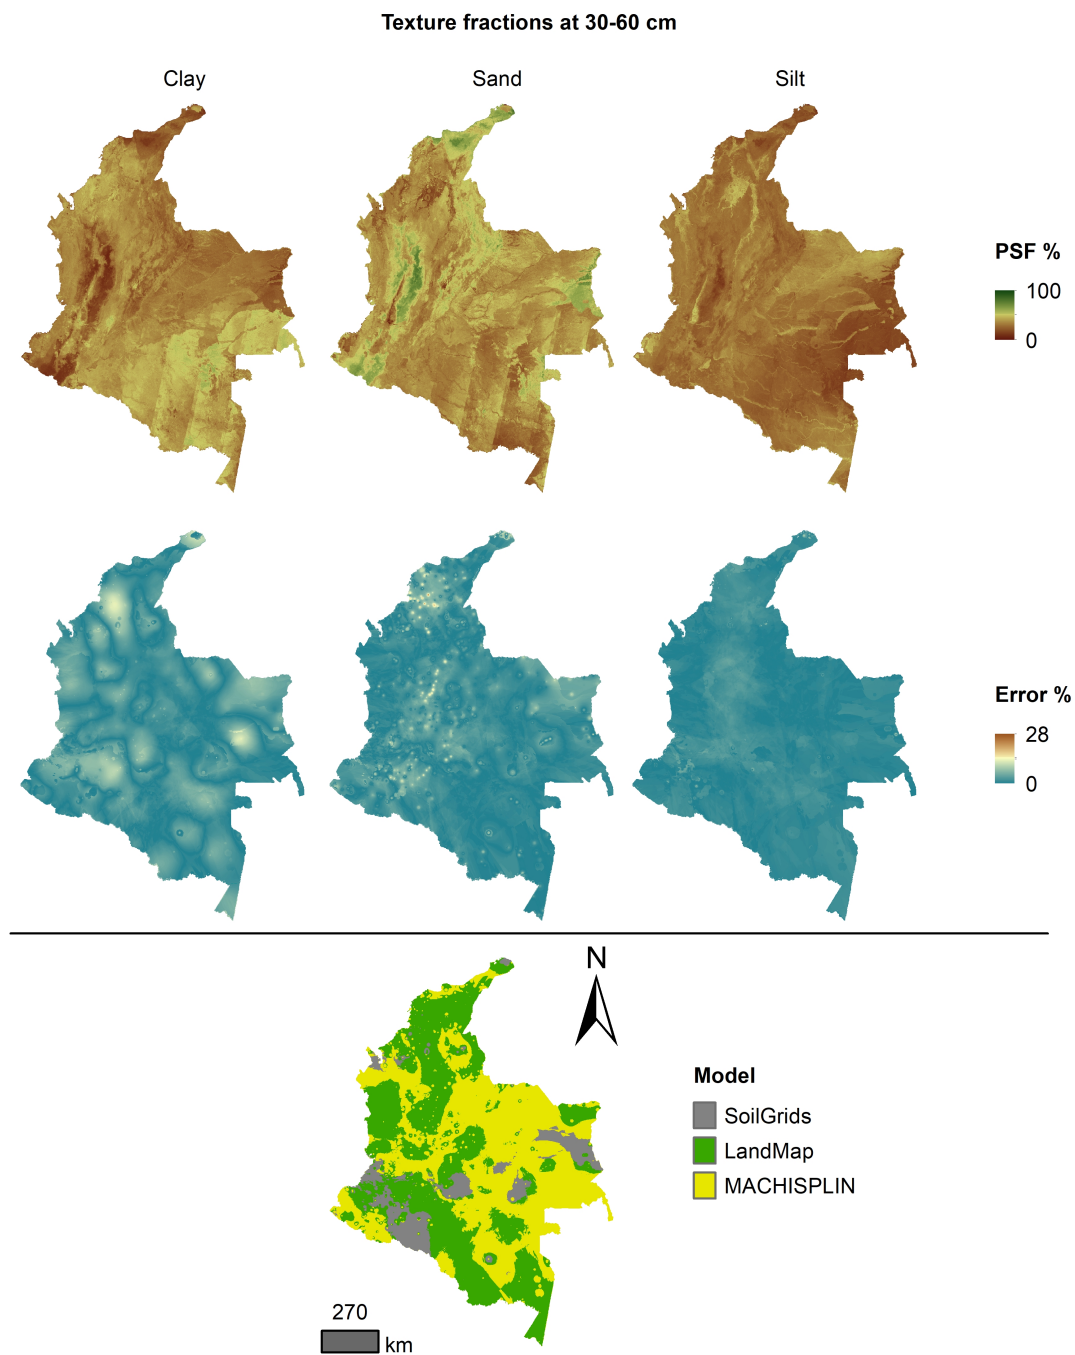 Texture fractions at 30-60 cm
Clay
Sand
Silt
PSF %
100
0
Error %
28
0
N
Model
SoilGrids
LandMap
MACHISPLIN
270
km